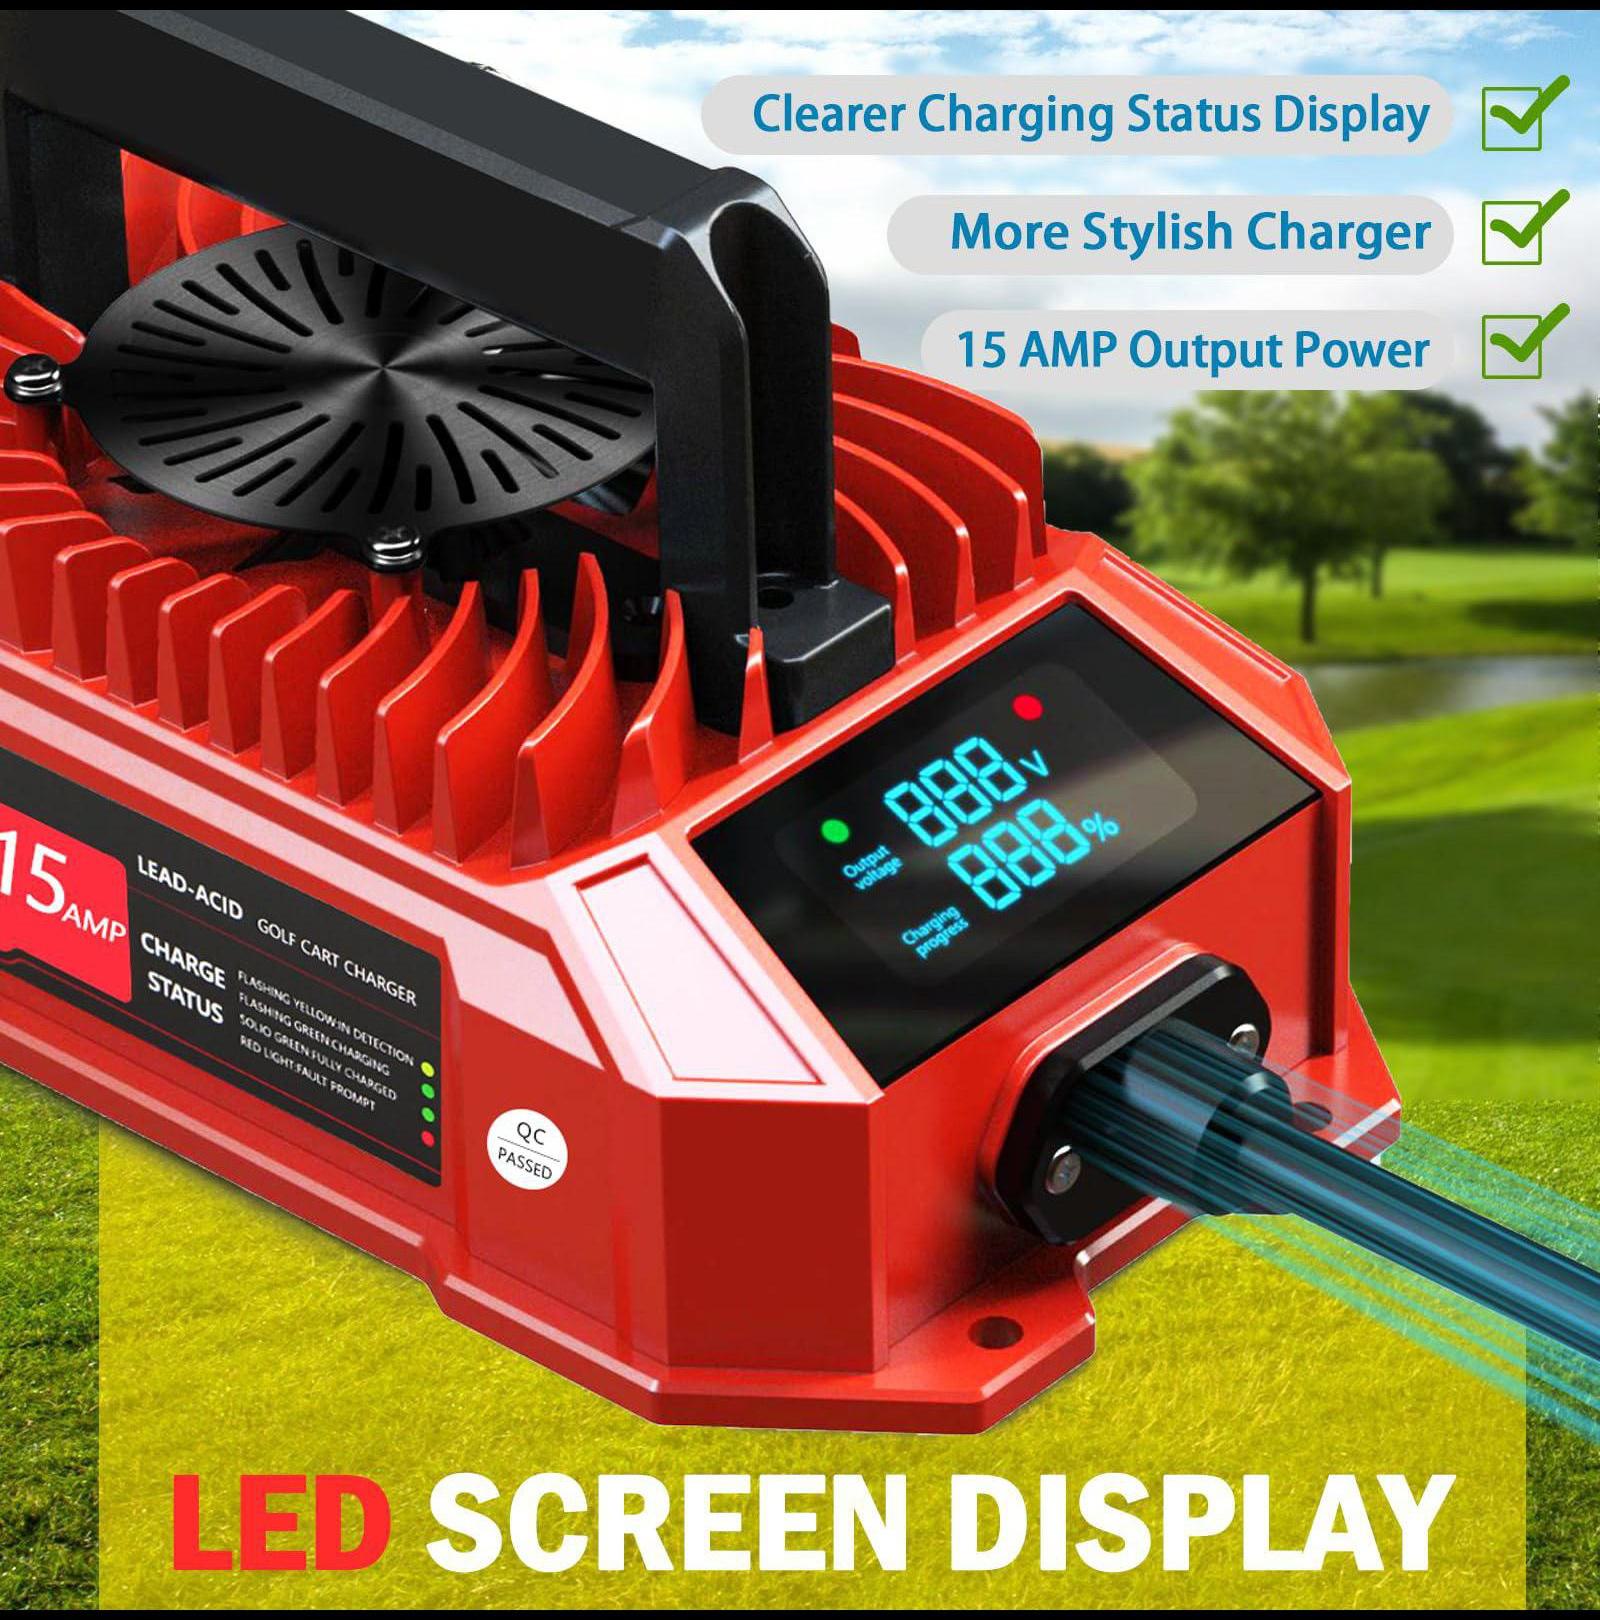 Clearer Charging Status Display
More Stylish Charger
15 AMP Output Power
888V
888%
Output
voltage
Charging
progress
15AMP
LEAD-ACID GOLF CART CHARGER
CHARGE
STATUS
FLASHING YELLOW:IN DETECTION
FLASHING GREEN:CHARGING
SOLIO GREEN:FULLY CHARGED
RED LIGHT:FAULT PROMPT
QC
PASSED
LED SCREEN DISPLAY